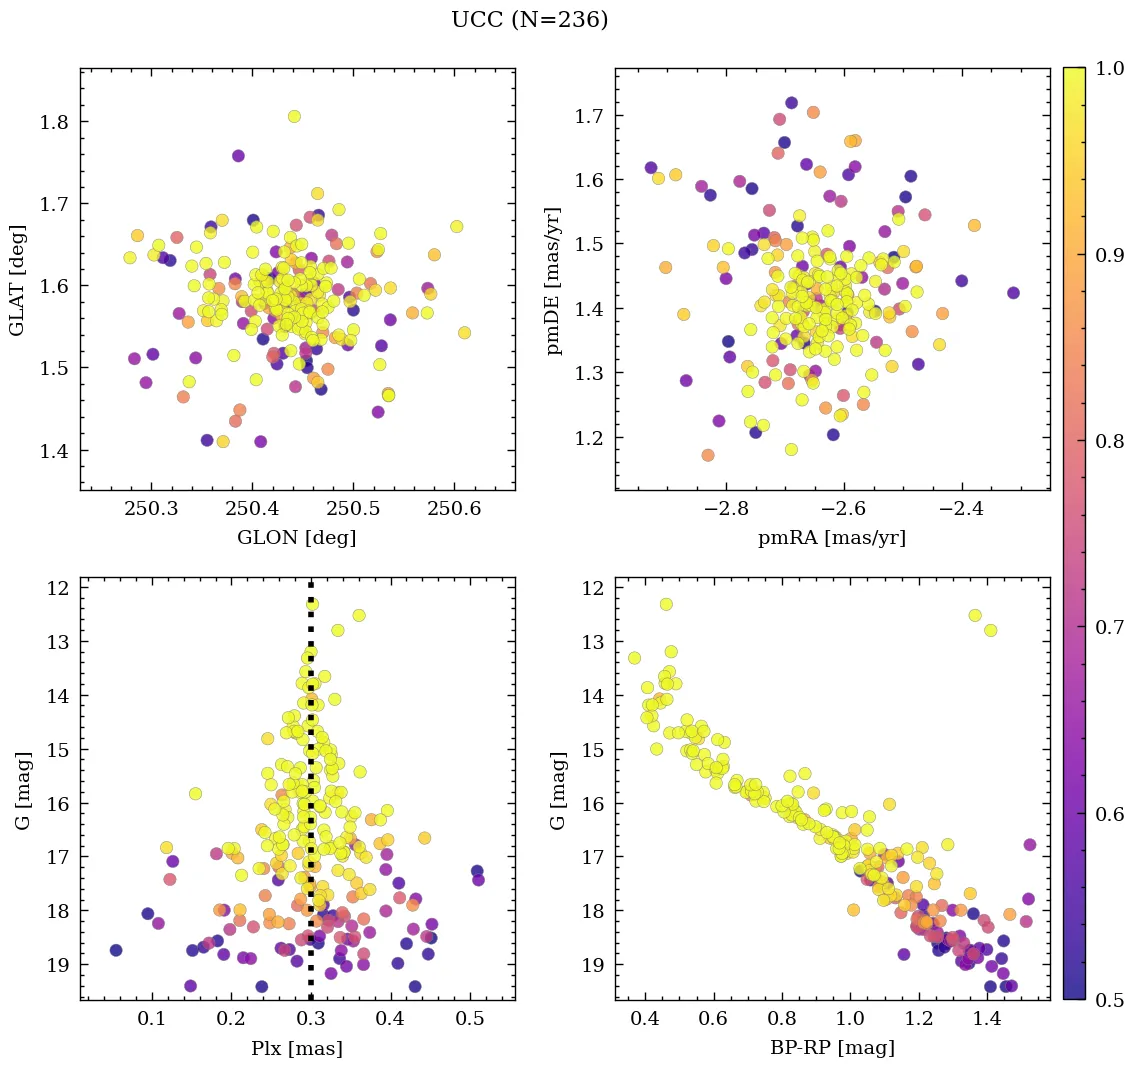 UCC (N=236)
1.8
1.7
1.6
1.5
1.4
GLAT [deg]
250.3 250.4 250.5 250.6
GLON [deg]
1.7
1.6
1.5
1.4
1.3
1.2
pmDE [mas/yr]
−2.8 −2.6 −2.4
pmRA [mas/yr]
12
13
14
15
16
17
18
19
G [mag]
0.1 0.2 0.3 0.4 0.5
Plx [mas]
12
13
14
15
16
17
18
19
G [mag]
0.4 0.6 0.8 1.0 1.2 1.4
BP-RP [mag]
1.0
0.9
0.8
0.7
0.6
0.5